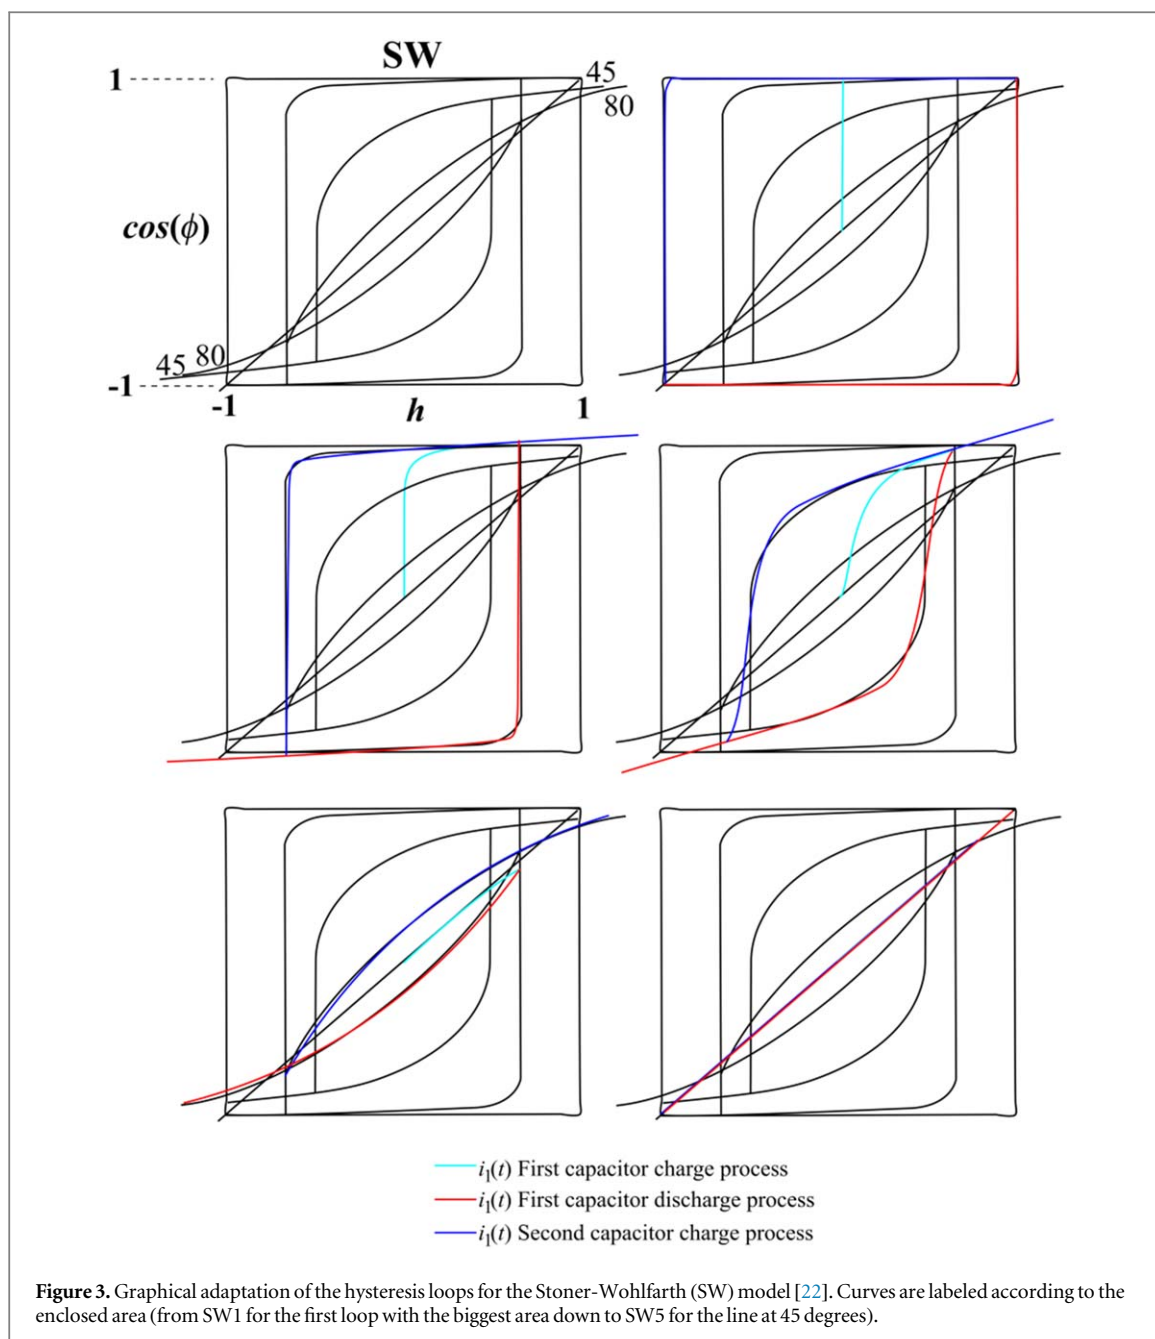 SW
1
45
80
cos(ϕ)
45 80
-1
-1
h
1
i₁(t) First capacitor charge process
i₁(t) First capacitor discharge process
i₁(t) Second capacitor charge process
Figure 3. Graphical adaptation of the hysteresis loops for the Stoner-Wohlfarth (SW) model [22]. Curves are labeled according to the
enclosed area (from SW1 for the first loop with the biggest area down to SW5 for the line at 45 degrees).